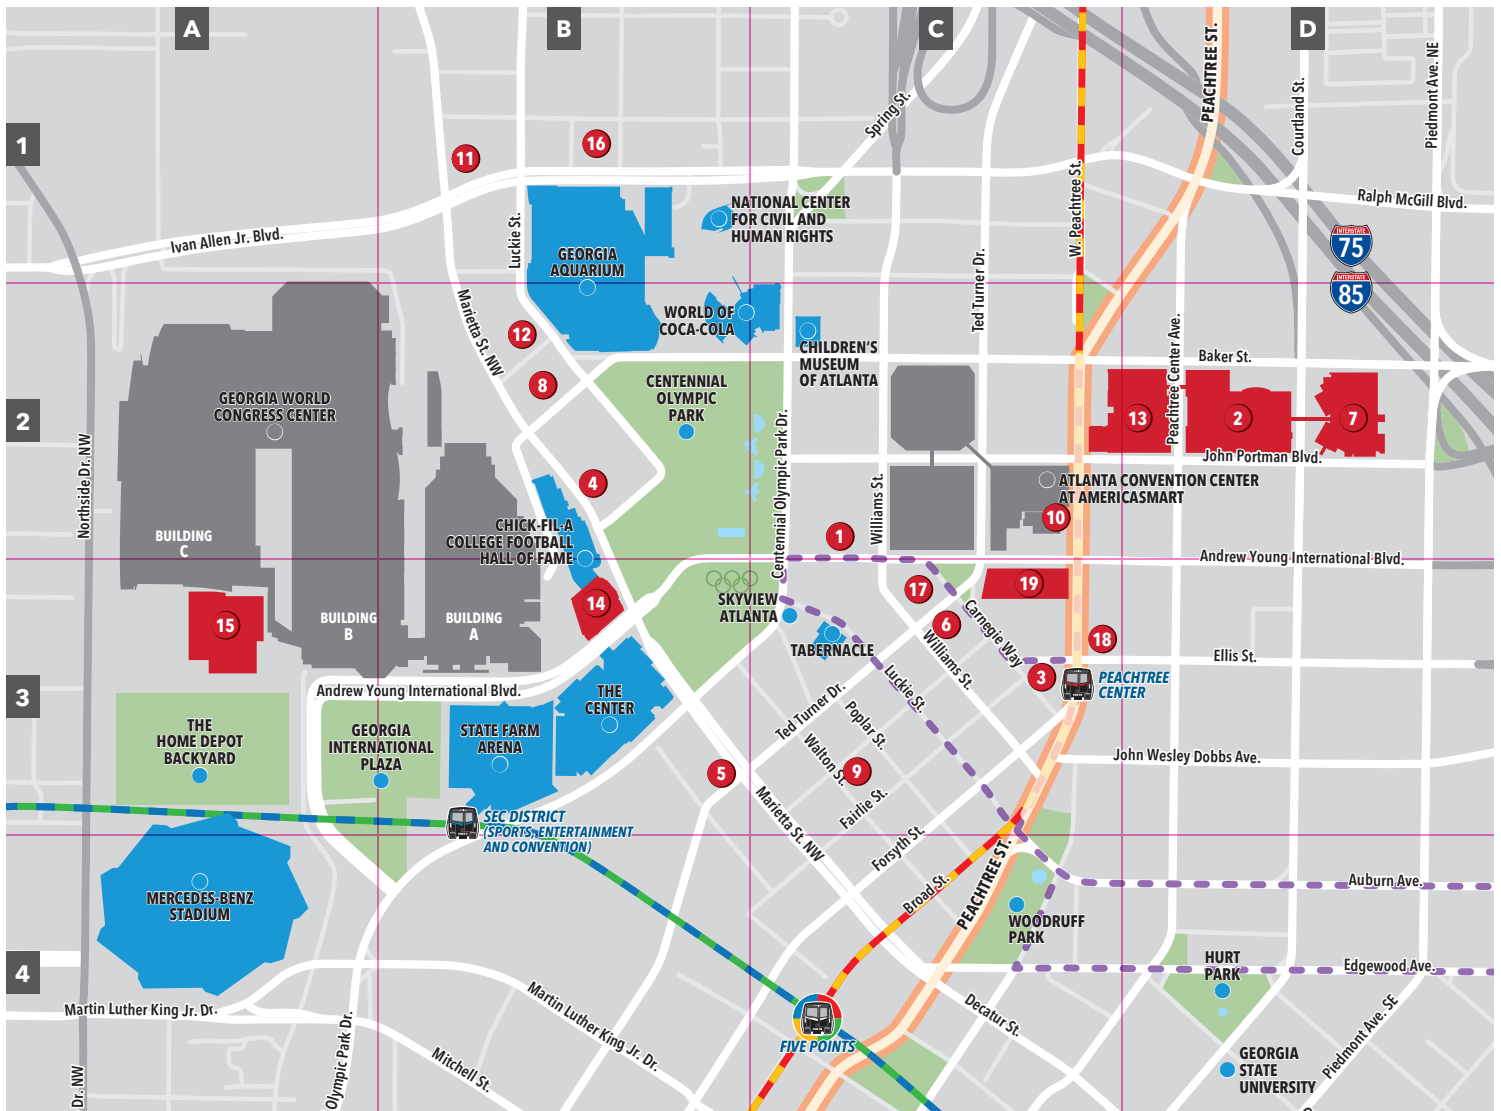 A
B
C
D
1
2
3
4
PEACHTREE ST.
Courtland St.
Piedmont Ave. NE
Spring St.
11
16
W. Peachtree St.
Ralph McGill Blvd.
NATIONAL CENTER
FOR CIVIL AND
HUMAN RIGHTS
Ivan Allen Jr. Blvd.
Luckie St.
GEORGIA
AQUARIUM
INTERSTATE
75
INTERSTATE
85
Ted Turner Dr.
Marietta St. NW
WORLD OF
COCA-COLA
12
CHILDREN'S
MUSEUM
OF ATLANTA
Baker St.
Peachtree Center Ave.
8
CENTENNIAL
OLYMPIC
PARK
GEORGIA WORLD
CONGRESS CENTER
13
2
7
Northside Dr. NW
Centennial Olympic Park Dr.
John Portman Blvd.
4
Williams St.
ATLANTA CONVENTION CENTER
AT AMERICASMART
10
CHICK-FIL-A
COLLEGE FOOTBALL
HALL OF FAME
BUILDING
C
1
Andrew Young International Blvd.
SKYVIEW
ATLANTA
17
19
14
15
BUILDING
B
BUILDING
A
6
Carnegie Way
18
TABERNACLE
Williams St.
Ellis St.
3
PEACHTREE
CENTER
Andrew Young International Blvd.
THE
CENTER
Luckie St.
Ted Turner Dr.
Poplar St.
THE
HOME DEPOT
BACKYARD
GEORGIA
INTERNATIONAL
PLAZA
STATE FARM
ARENA
Walton St.
John Wesley Dobbs Ave.
5
9
Fairlie St.
Marietta St. NW
SEC DISTRICT
(SPORTS, ENTERTAINMENT
AND CONVENTION)
Forsyth St.
PEACHTREE ST.
Broad St.
Auburn Ave.
MERCEDES-BENZ
STADIUM
WOODRUFF
PARK
HURT
PARK
Edgewood Ave.
Martin Luther King Jr. Dr.
Martin Luther King Jr. Dr.
Decatur St.
Piedmont Ave. SE
FIVE POINTS
Mitchell St.
Olympic Park Dr.
Dr. NW
GEORGIA
STATE
UNIVERSITY